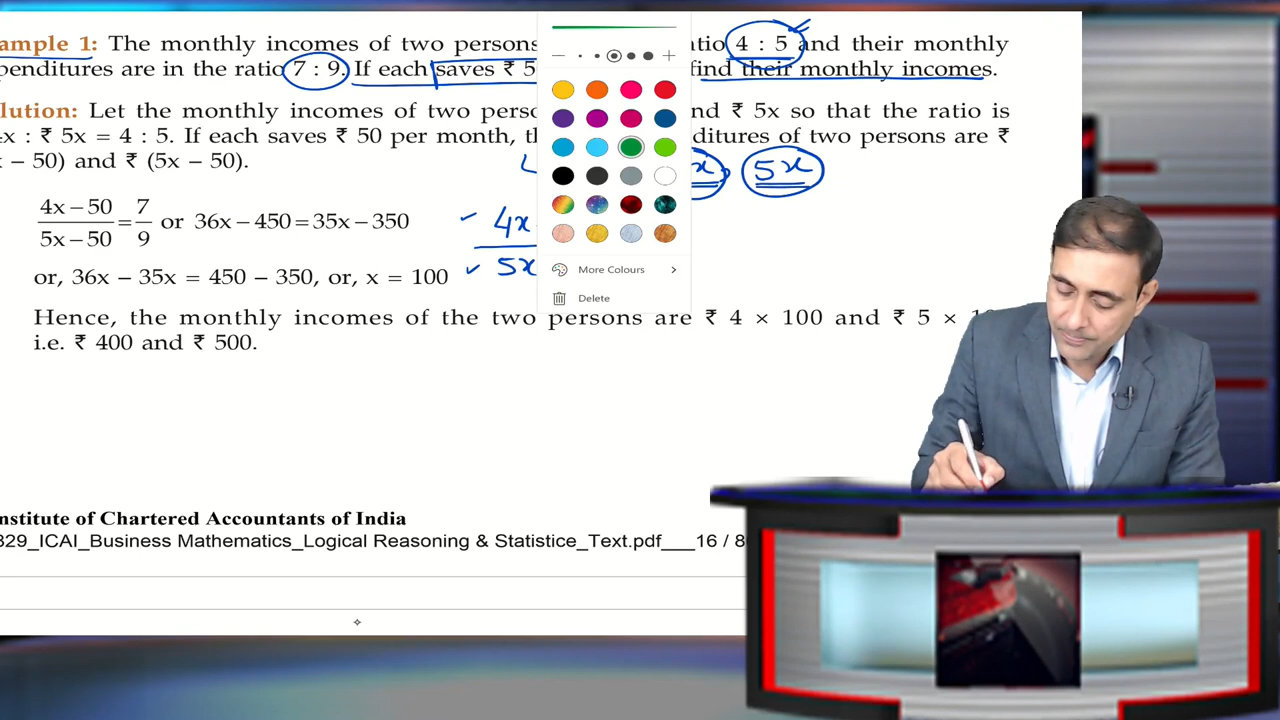 ample 1: The monthly incomes of two persons tio 4 : 5 and their monthly
penditures are in the ratio 7 : 9. If each saves ₹ 5 find their monthly incomes.
lution: Let the monthly incomes of two perso nd ₹ 5x so that the ratio is
4x : ₹ 5x = 4 : 5. If each saves ₹ 50 per month, th ditures of two persons are ₹
x − 50) and ₹ (5x − 50).
x 5x
4x − 50 / 5x − 50 = 7 / 9 or 36x − 450 = 35x − 350
4x
5x
or, 36x − 35x = 450 − 350, or, x = 100
Hence, the monthly incomes of the two persons are ₹ 4 × 100 and ₹ 5 × 1
i.e. ₹ 400 and ₹ 500.
More Colours
Delete
nstitute of Chartered Accountants of India
329_ICAI_Business Mathematics_Logical Reasoning & Statistice_Text.pdf___16 / 8